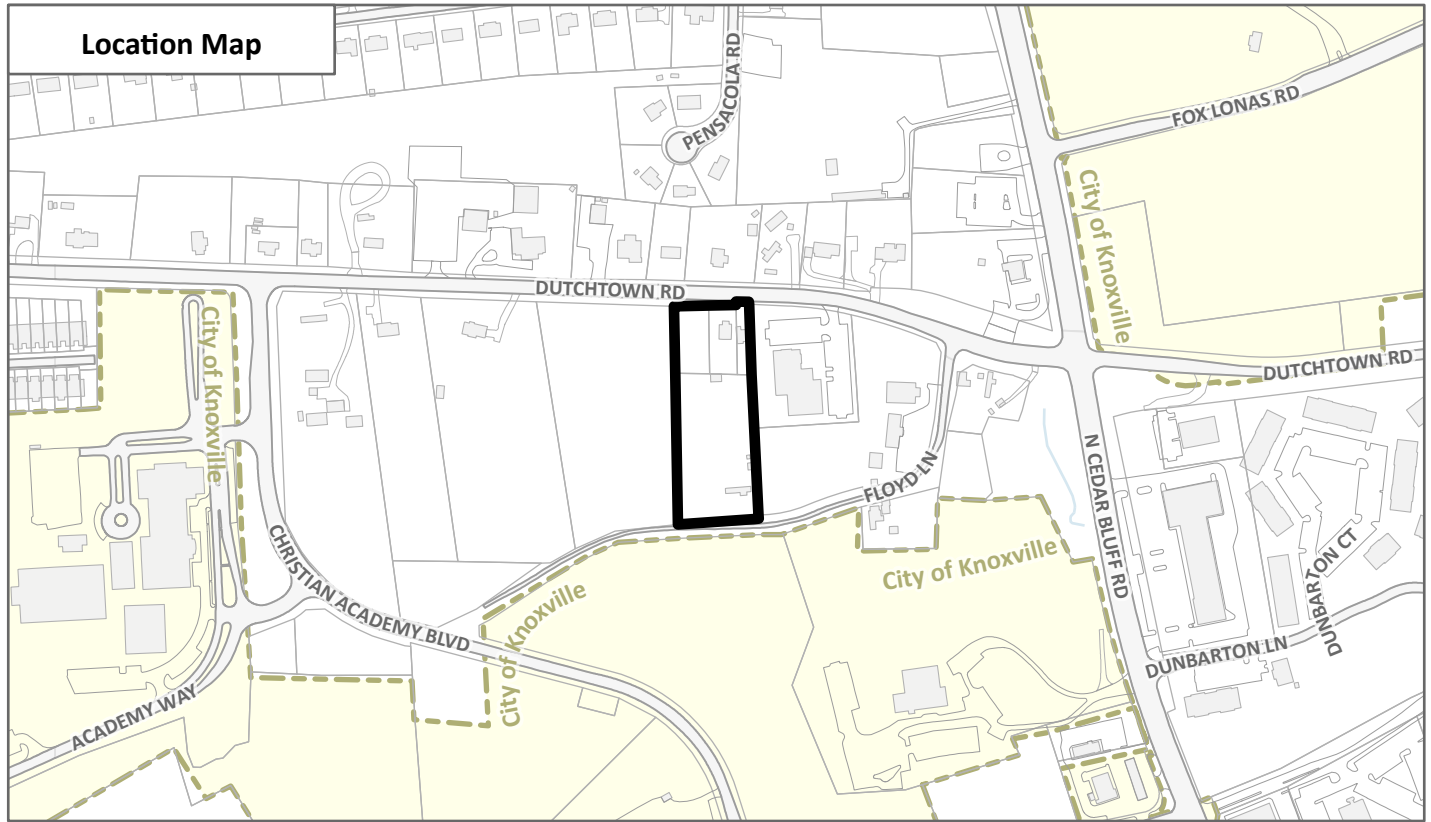 Location Map
PENSACOLA RD
FOX LONAS RD
City of Knoxville
DUTCHTOWN RD
City of Knoxville
DUTCHTOWN RD
FLOYD LN
N CEDAR BLUFF RD
CHRISTIAN ACADEMY BLVD
City of Knoxville
City of Knoxville
DUNBARTON CT
DUNBARTON LN
ACADEMY WAY